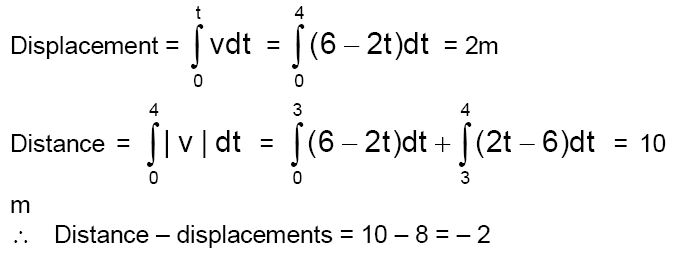 Displacement = ∫₀ᵗ vdt = ∫₀⁴ (6 – 2t)dt = 2m
Distance = ∫₀⁴ | v | dt = ∫₀³ (6 – 2t)dt + ∫₃⁴ (2t – 6)dt = 10
m
∴ Distance – displacements = 10 – 8 = – 2